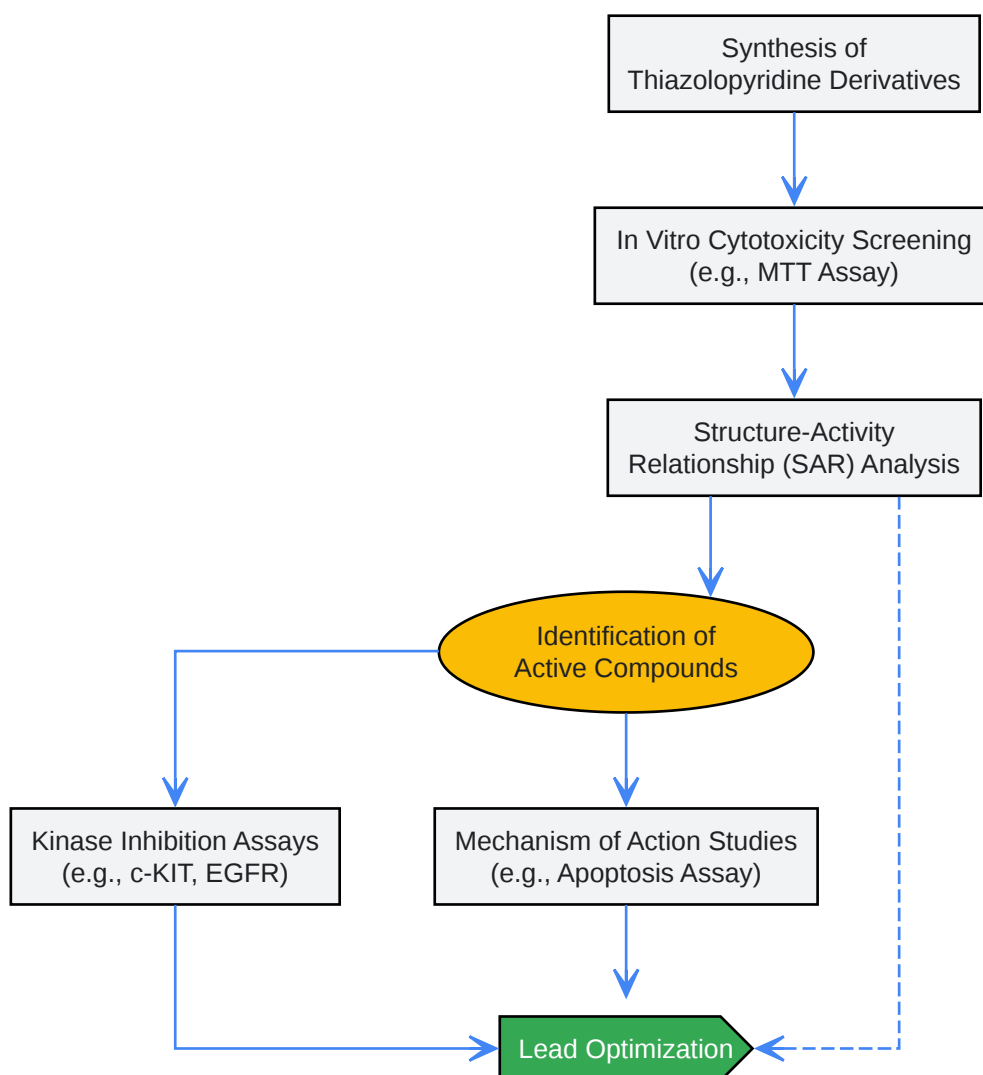 Synthesis of
Thiazolopyridine Derivatives
In Vitro Cytotoxicity Screening
(e.g., MTT Assay)
Structure-Activity
Relationship (SAR) Analysis
Identification of
Active Compounds
Kinase Inhibition Assays
(e.g., c-KIT, EGFR)
Mechanism of Action Studies
(e.g., Apoptosis Assay)
Lead Optimization